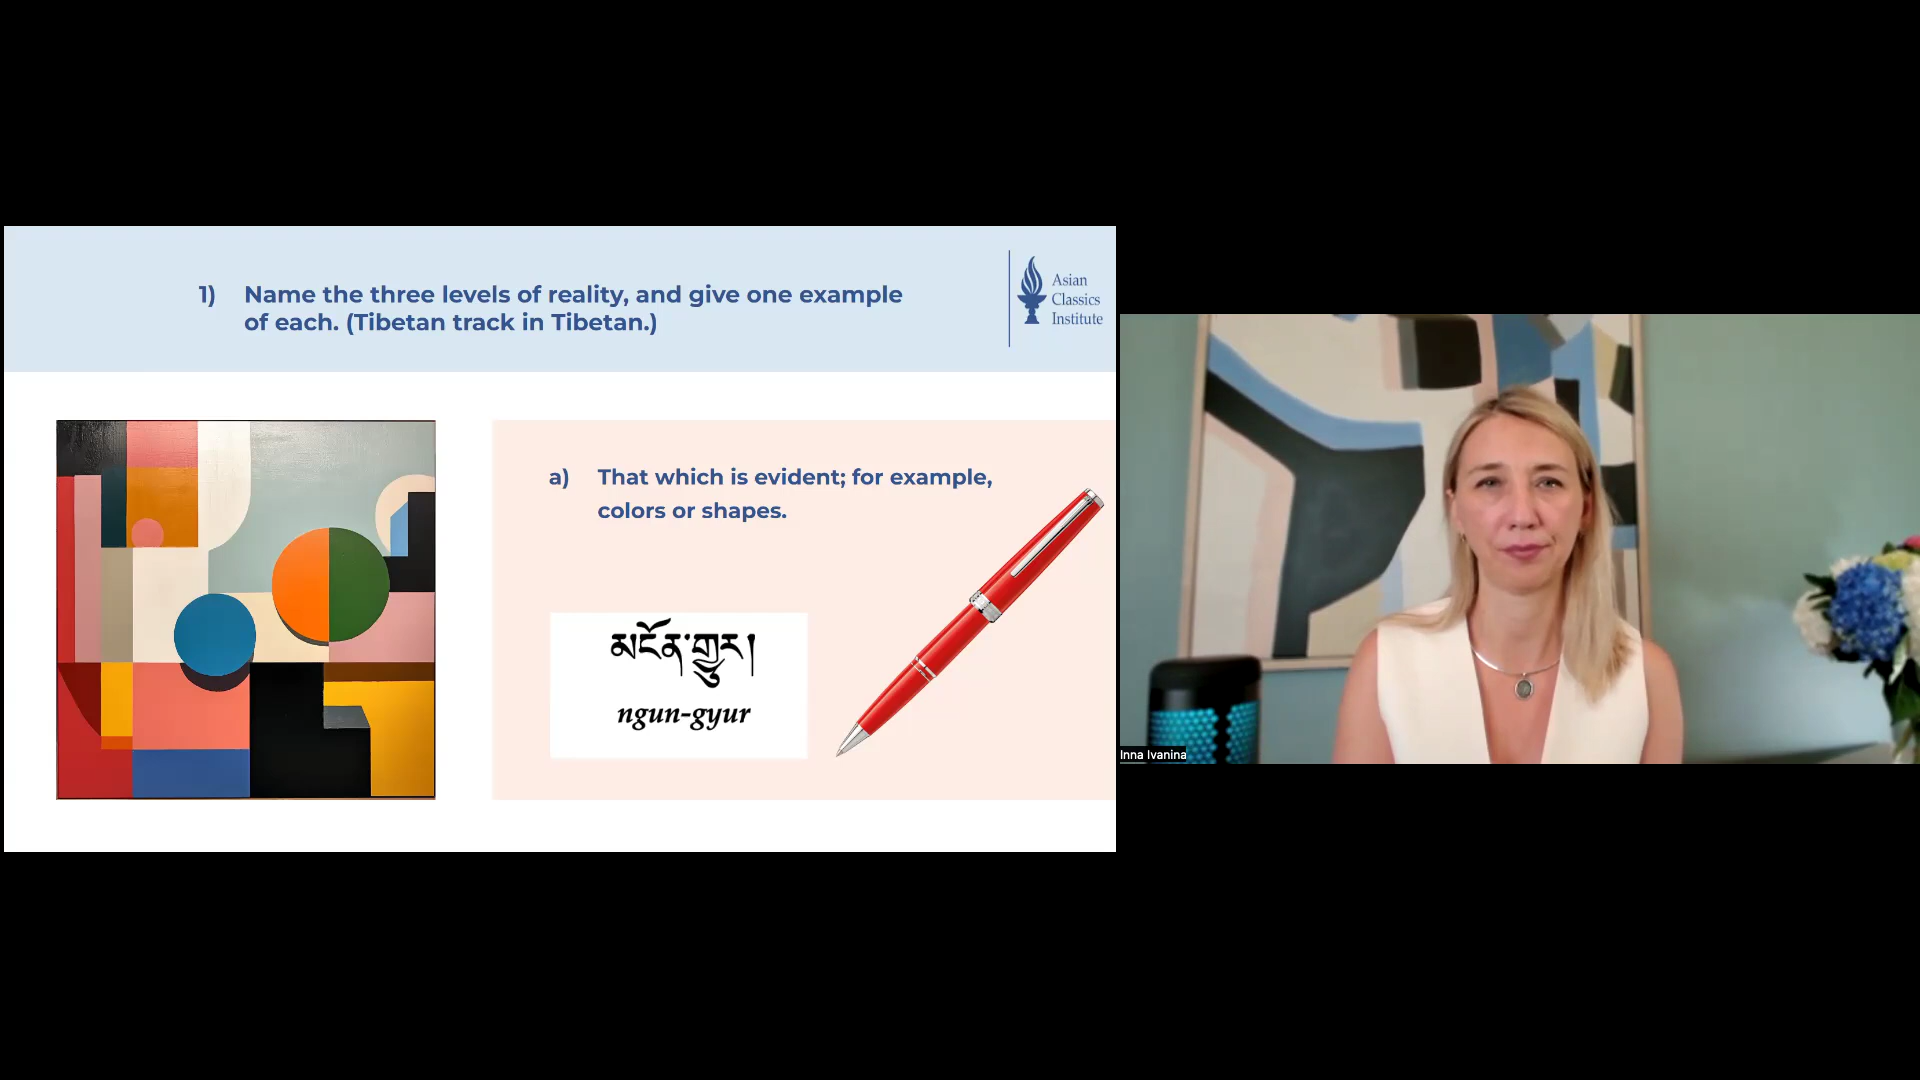 1) Name the three levels of reality, and give one example
of each. (Tibetan track in Tibetan.)
Asian
Classics
Institute
a) That which is evident; for example,
colors or shapes.
མངོན་གྱུར།
ngun-gyur
Inna Ivanina